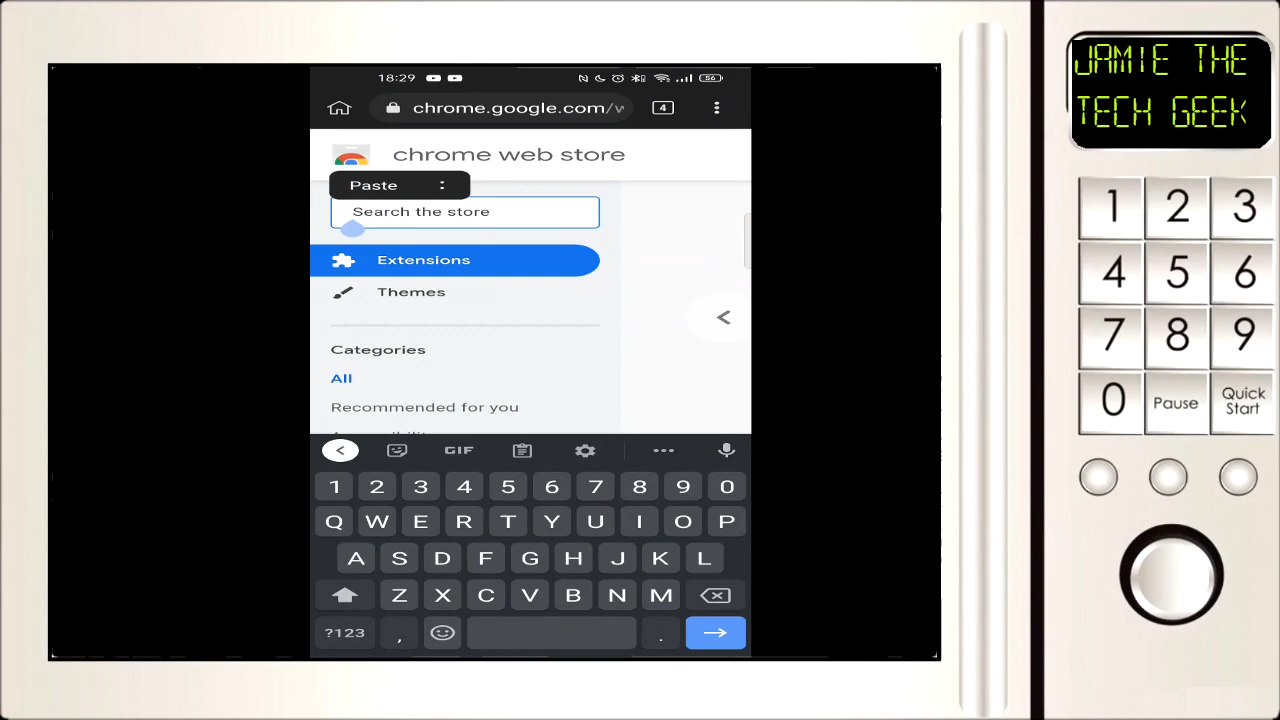 18:29
56
chrome.google.com/w
4
chrome web store
Paste
Search the store
Extensions
Themes
Categories
All
Recommended for you
GIF
1 2 3 4 5 6 7 8 9 0
Q W E R T Y U I O P
A S D F G H J K L
Z X C V B N M
?123 , .
JAMIE THE
TECH GEEK
1 2 3
4 5 6
7 8 9
0 Pause Quick
Start